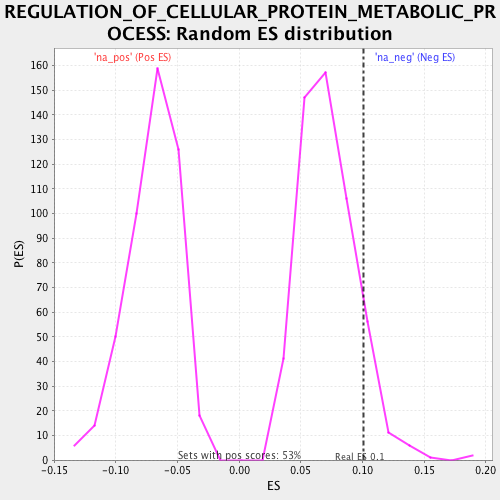 REGULATION_OF_CELLULAR_PROTEIN_METABOLIC_PR
OCESS: Random ES distribution
'na_pos' (Pos ES)
'na_neg' (Neg ES)
P(ES)
160
150
140
130
120
110
100
90
80
70
60
50
40
30
20
10
0
Sets with pos scores: 53%
Real ES 0.1
-0.15 -0.10 -0.05 0.00 0.05 0.10 0.15 0.20
ES